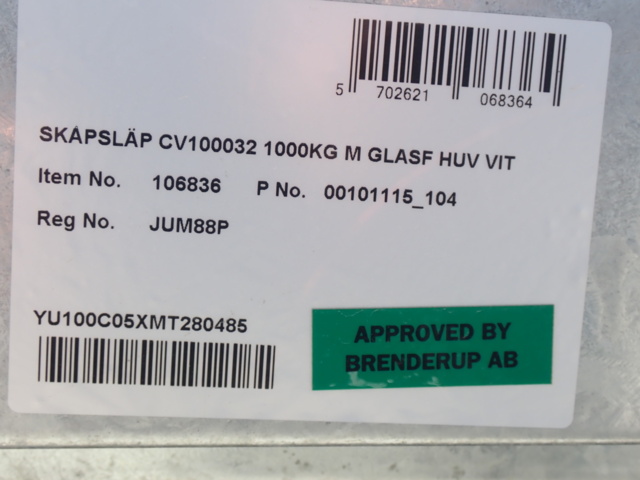 5 702621 068364
SKÅPSLÄP CV100032 1000KG M GLASF HUV VIT
Item No. 106836 P No. 00101115_104
Reg No. JUM88P
YU100C05XMT280485
APPROVED BY
BRENDERUP AB